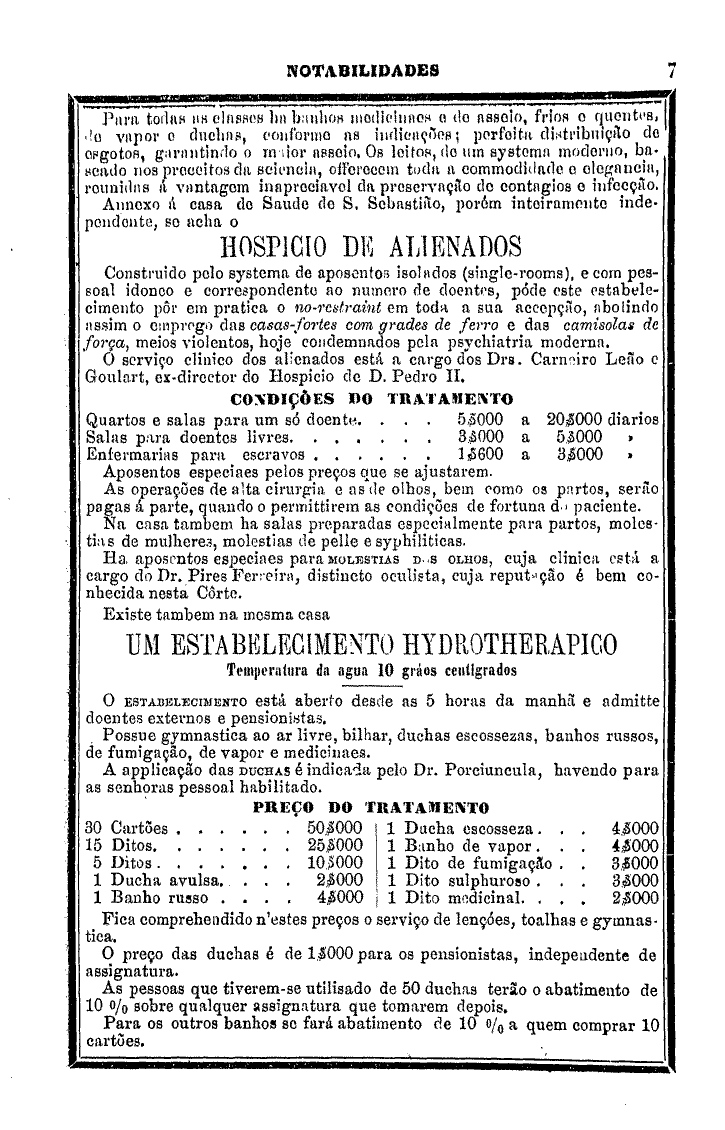 NOTABILIDADES 7
Para todas as classes ha banhos medicinaes e de asseio, frios e quentes,
de vapor e duchas, conforme as indicações; perfeita distribuição de
esgotos, garantindo o maior asseio. Os leitos, de um systema moderno, ba-
seado nos preceitos da sciencia, offerecem toda a commodidade e elegancia,
reunidas á vantagem inapreciavel da preservação de contagios e infecção.
Annexo á casa de Saude de S. Sebastião, porém inteiramente inde-
pendente, se acha o
HOSPICIO DE ALIENADOS
Construido pelo systema de aposentos isolados (single-rooms), e com pes-
soal idoneo e correspondente ao numero de doentes, póde este estabele-
cimento pôr em pratica o no-restraint em toda a sua accepção, abolindo
assim o emprego das casas-fortes com grades de ferro e das camisolas de
força, meios violentos, hoje condemnados pela psychiatria moderna.
O serviço clinico dos alienados está a cargo dos Drs. Carneiro Leão e
Goulart, ex-director do Hospicio de D. Pedro II.
CONDIÇÕES DO TRATAMENTO
Quartos e salas para um só doente. . . . 5$000 a 20$000 diarios
Salas para doentes livres. . . . . . . 3$000 a 5$000 »
Enfermarias para escravos . . . . . . 1$600 a 3$000 »
Aposentos especiaes pelos preços que se ajustarem.
As operações de alta cirurgia e as de olhos, bem como os partos, serão
pagas á parte, quando o permittirem as condições de fortuna do paciente.
Na casa tambem ha salas preparadas especialmente para partos, moles-
tias de mulheres, molestias de pelle e syphiliticas.
Ha aposentos especiaes para MOLESTIAS DOS OLHOS, cuja clinica está a
cargo do Dr. Pires Ferreira, distincto oculista, cuja reputação é bem co-
nhecida nesta Côrte.
Existe tambem na mesma casa
UM ESTABELECIMENTO HYDROTHERAPICO
Temperatura da agua 10 gráos centigrados
O ESTABELECIMENTO está aberto desde as 5 horas da manhã e admitte
doentes externos e pensionistas.
Possue gymnastica ao ar livre, bilhar, duchas escossezas, banhos russos,
de fumigação, de vapor e medicinaes.
A applicação das DUCHAS é indicada pelo Dr. Porciuncula, havendo para
as senhoras pessoal habilitado.
PREÇO DO TRATAMENTO
30 Cartões . . . . . . 50$000 | 1 Ducha escosseza. . . 4$000
15 Ditos. . . . . . . 25$000 | 1 Banho de vapor. . . 4$000
5 Ditos. . . . . . . 10$000 | 1 Dito de fumigação . . 3$000
1 Ducha avulsa. . . . 2$000 | 1 Dito sulphuroso . . . 3$000
1 Banho russo . . . . 4$000 | 1 Dito medicinal. . . . 2$000
Fica comprehendido n'estes preços o serviço de lenções, toalhas e gymnas-
tica.
O preço das duchas é de 1$000 para os pensionistas, independente de
assignatura.
As pessoas que tiverem-se utilisado de 50 duchas terão o abatimento de
10 º/₀ sobre qualquer assignatura que tomarem depois.
Para os outros banhos se fará abatimento de 10 º/₀ a quem comprar 10
cartões.